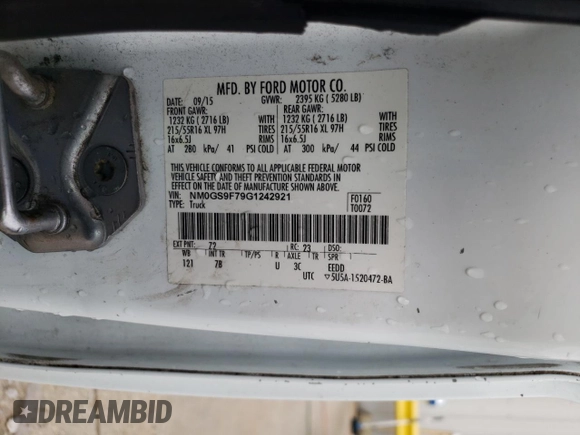 MFD. BY FORD MOTOR CO.
DATE: 09/15 GVWR: 2395 KG ( 5280 LB)
FRONT GAWR: REAR GAWR:
1232 KG ( 2716 LB) 1232 KG ( 2716 LB)
215/55R16 XL 97H TIRES 215/55R16 XL 97H TIRES
16x6.5J RIMS 16x6.5J RIMS
AT 280 kPa/ 41 PSI COLD AT 300 kPa/ 44 PSI COLD
THIS VEHICLE CONFORMS TO ALL APPLICABLE FEDERAL MOTOR
VEHICLE SAFETY AND THEFT PREVENTION STANDARDS IN
EFFECT ON THE DATE OF MANUFACTURE SHOWN ABOVE.
VIN: NM0GS9F79G1242921 F0160
TYPE: Truck T0072
EXT PNT: 72 RC: 23 DSO:
WB INT TR TP/PS R AXLE TR SPR
121 7B U 3C EEDD
UTC ▽5U5A-1520472-BA
DREAMBID